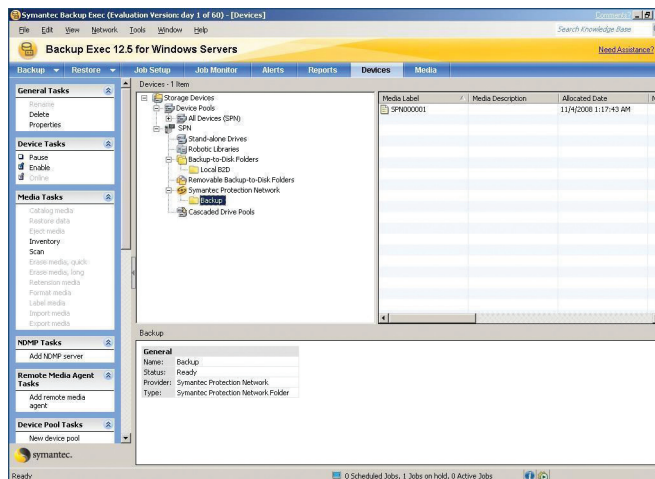 Symantec Backup Exec (Evaluation Version: day 1 of 60) - [Devices]
Comments?
File Edit View Network Tools Window Help
Search Knowledge Base
Backup Exec 12.5 for Windows Servers
Need Assistance?
Backup Restore Job Setup Job Monitor Alerts Reports Devices Media
General Tasks
Rename
Delete
Properties
Device Tasks
Pause
Enable
Online
Media Tasks
Catalog media
Restore data
Eject media
Inventory
Scan
Erase media, quick
Erase media, long
Retension media
Format media
Label media
Import media
Export media
NDMP Tasks
Add NDMP server
Remote Media Agent Tasks
Add remote media agent
Device Pool Tasks
New device pool
symantec.
Devices - 1 Item
Storage Devices
Device Pools
All Devices (SPN)
SPN
Stand-alone Drives
Robotic Libraries
Backup-to-Disk Folders
Local B2D
Removable Backup-to-Disk Folders
Symantec Protection Network
Backup
Cascaded Drive Pools
Media Label Media Description Allocated Date
SPN000001 11/4/2008 1:17:43 AM
Backup
General
Name: Backup
Status: Ready
Provider: Symantec Protection Network
Type: Symantec Protection Network Folder
Ready
0 Scheduled Jobs, 1 Jobs on hold, 0 Active Jobs